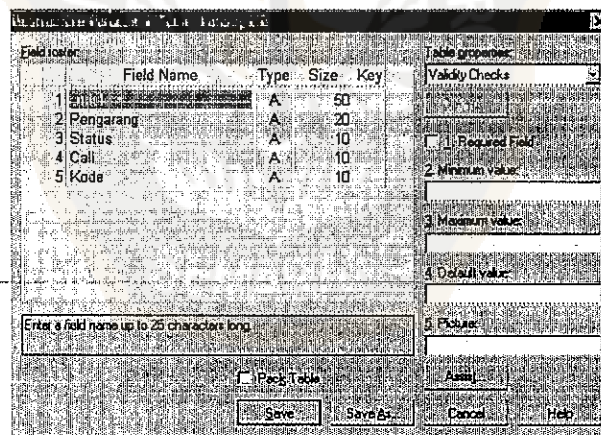 Field roster:
Field Name Type Size Key
1 A 50
2 Pengarang A 20
3 Status A 10
4 Call A 10
5 Kode A 10
Enter a field name up to 25 characters long.
Pack Table
Save
Save As...
Table properties:
Validity Checks
1. Required Field
2. Minimum value:
3. Maximum value:
4. Default value:
5. Picture:
Assist...
Cancel
Help